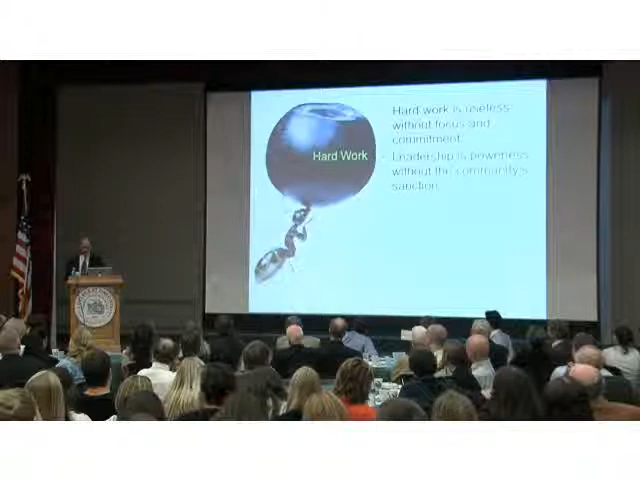 Hard work is useless
without focus and
commitment.
Hard Work
Leadership is powerless
without the community's
sanction.